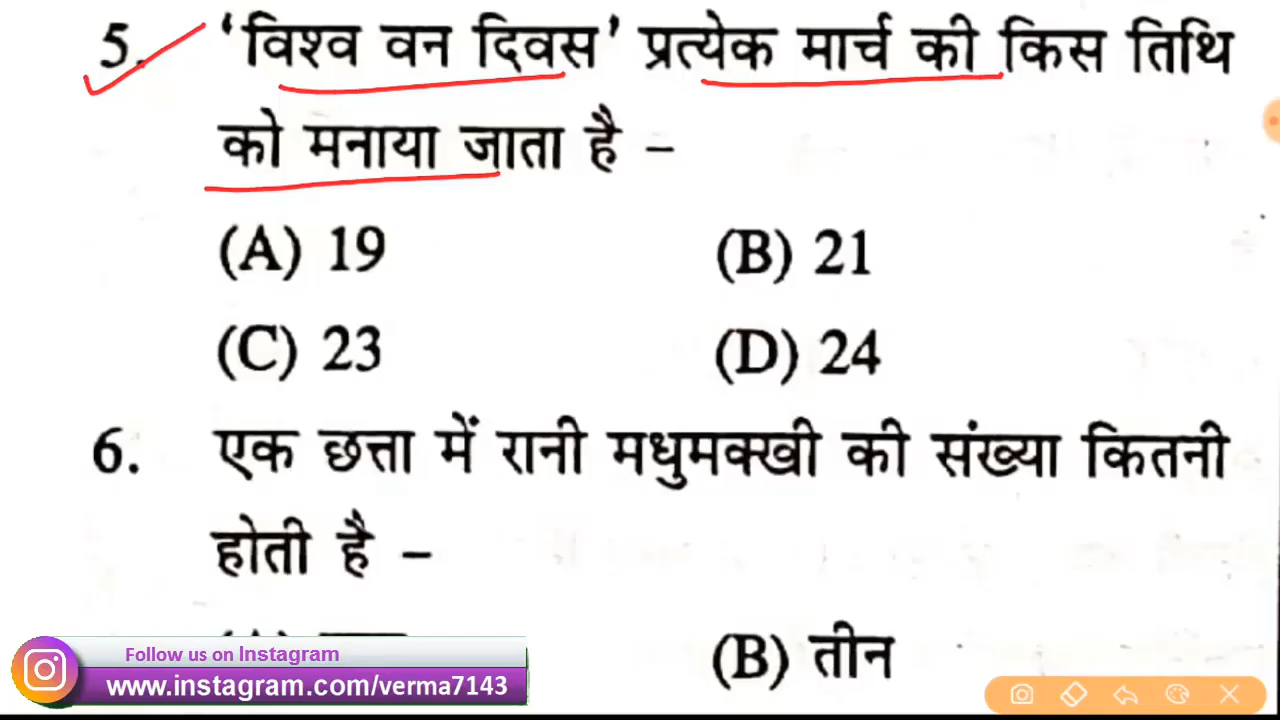 5. 'विश्व वन दिवस' प्रत्येक मार्च की किस तिथि
को मनाया जाता है –
(A) 19 (B) 21
(C) 23 (D) 24
6. एक छत्ता में रानी मधुमक्खी की संख्या कितनी
होती है –
(B) तीन
Follow us on Instagram
www.instagram.com/verma7143